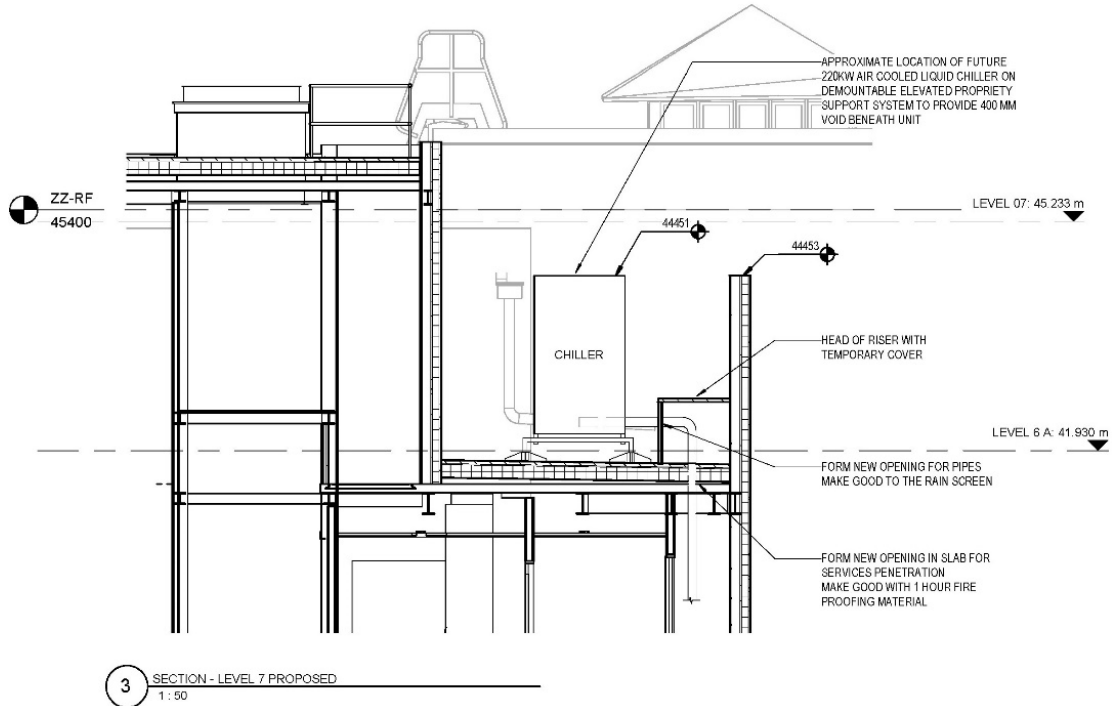 APPROXIMATE LOCATION OF FUTURE
220KW AIR COOLED LIQUID CHILLER ON
DEMOUNTABLE ELEVATED PROPRIETY
SUPPORT SYSTEM TO PROVIDE 400 MM
VOID BENEATH UNIT
ZZ-RF
45400
LEVEL 07: 45.233 m
44451
44453
CHILLER
HEAD OF RISER WITH
TEMPORARY COVER
LEVEL 6 A: 41.930 m
FORM NEW OPENING FOR PIPES
MAKE GOOD TO THE RAIN SCREEN
FORM NEW OPENING IN SLAB FOR
SERVICES PENETRATION
MAKE GOOD WITH 1 HOUR FIRE
PROOFING MATERIAL
3
SECTION - LEVEL 7 PROPOSED
1 : 50